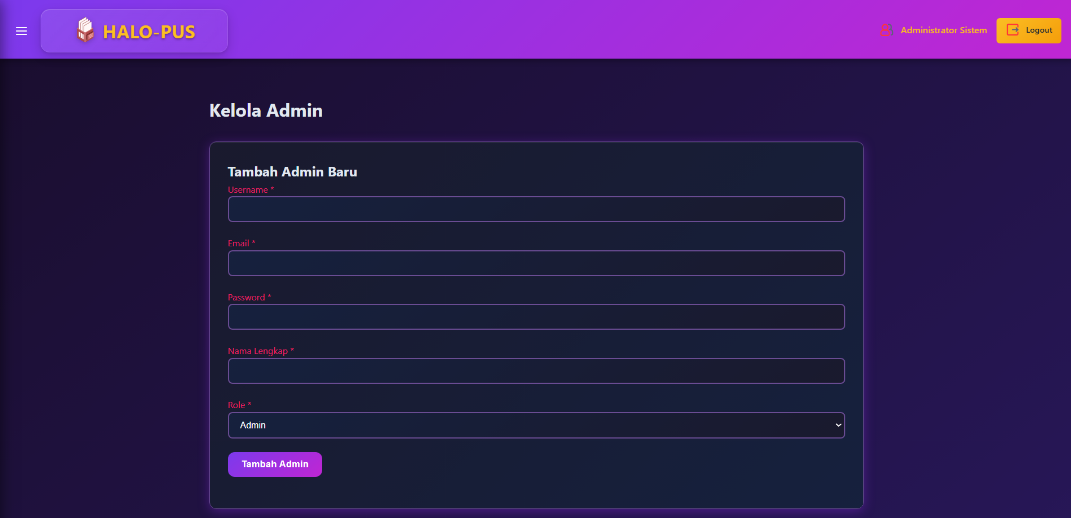 HALO-PUS
Administrator Sistem
Logout
Kelola Admin
Tambah Admin Baru
Username *
Email *
Password *
Nama Lengkap *
Role *
Admin
Tambah Admin